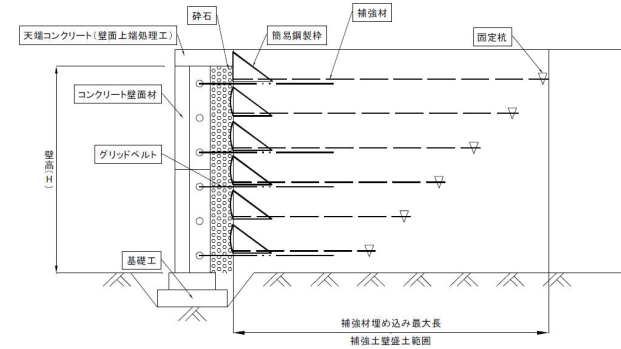 砕石
補強材
天端コンクリート(壁面上端処理工)
簡易鋼製枠
固定杭
コンクリート壁面材
グリッドベルト
壁高(H)
基礎工
補強材埋め込み最大長
補強土壁盛土範囲